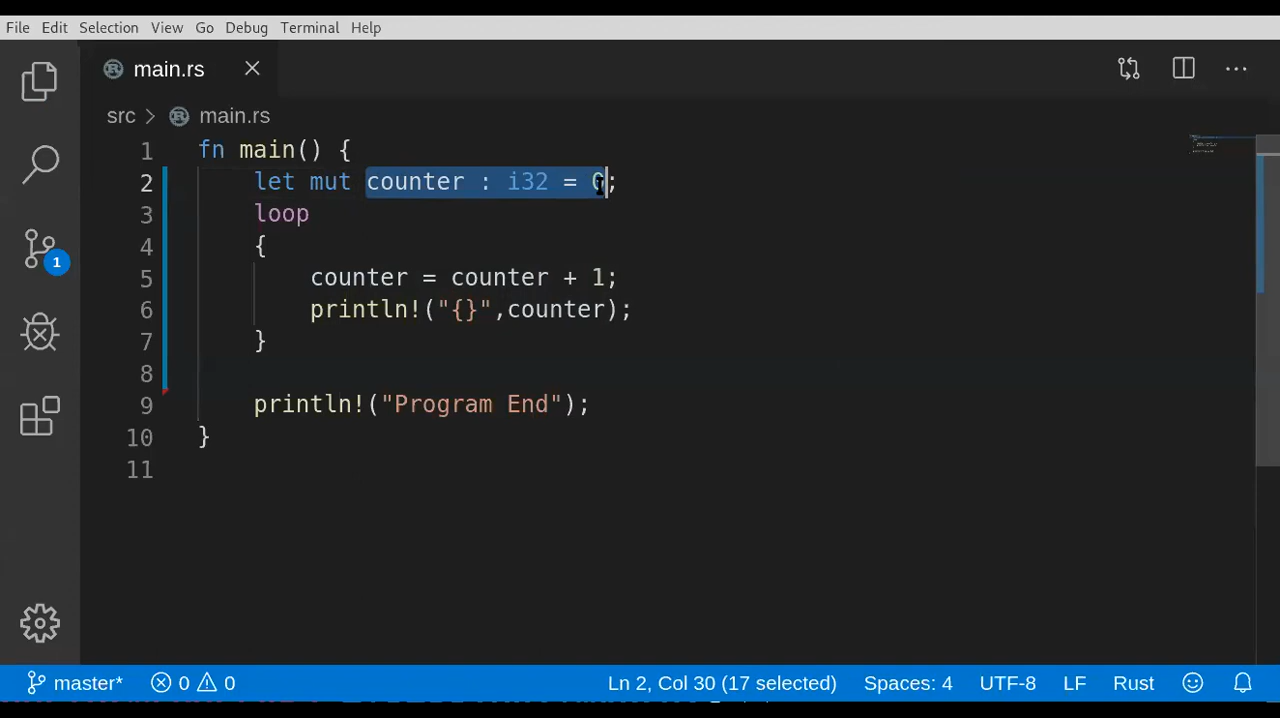 File Edit Selection View Go Debug Terminal Help
main.rs
src > main.rs
1 fn main() {
2 let mut counter : i32 = 0;
3 loop
4 {
5 counter = counter + 1;
6 println!("{}",counter);
7 }
8
9 println!("Program End");
10 }
11
1
master* 0 0 Ln 2, Col 30 (17 selected) Spaces: 4 UTF-8 LF Rust